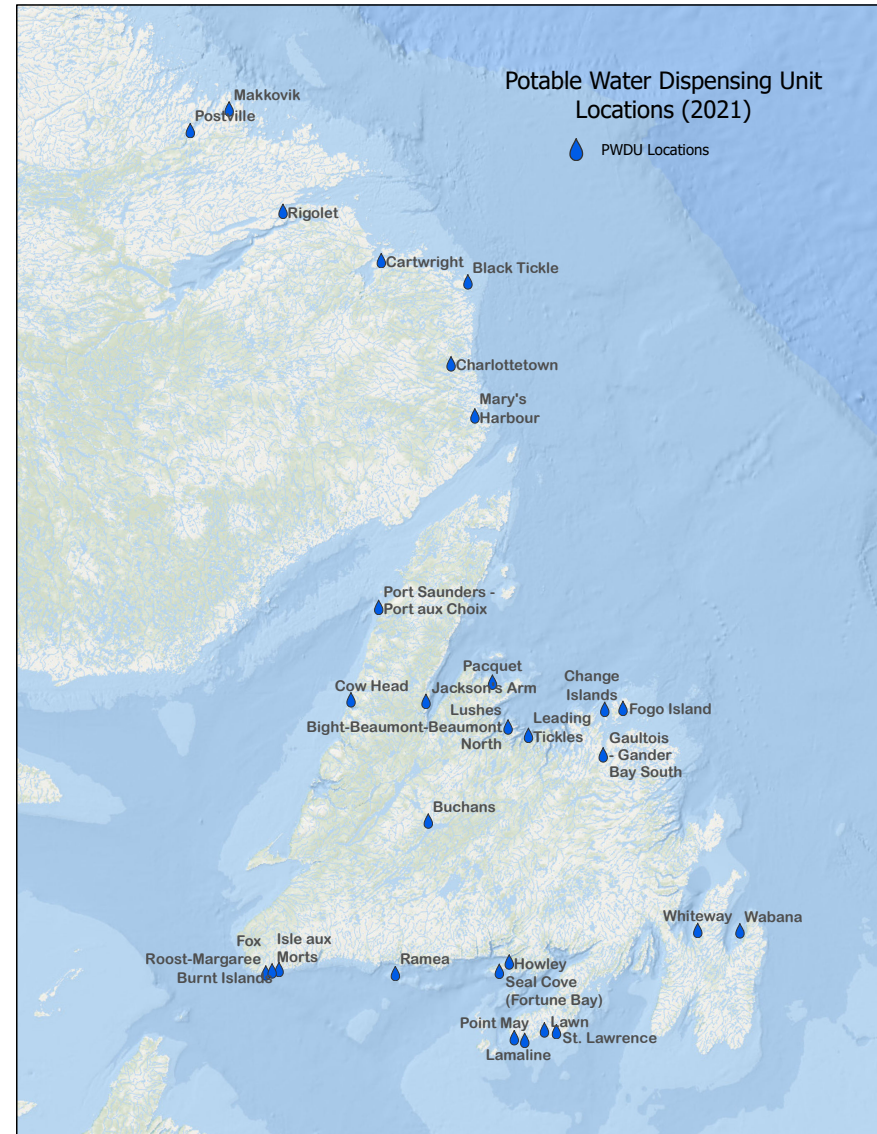 Potable Water Dispensing Unit
Locations (2021)
PWDU Locations
Makkovik
Postville
Rigolet
Cartwright
Black Tickle
Charlottetown
Mary's
Harbour
Port Saunders -
Port aux Choix
Pacquet
Cow Head
Jackson's Arm
Change
Islands
Fogo Island
Lushes
Bight-Beaumont-Beaumont
North
Leading
Tickles
Gaultois
- Gander
Bay South
Buchans
Whiteway
Wabana
Fox
Roost-Margaree
Isle aux
Morts
Burnt Islands
Ramea
Howley
Seal Cove
(Fortune Bay)
Point May
Lawn
St. Lawrence
Lamaline